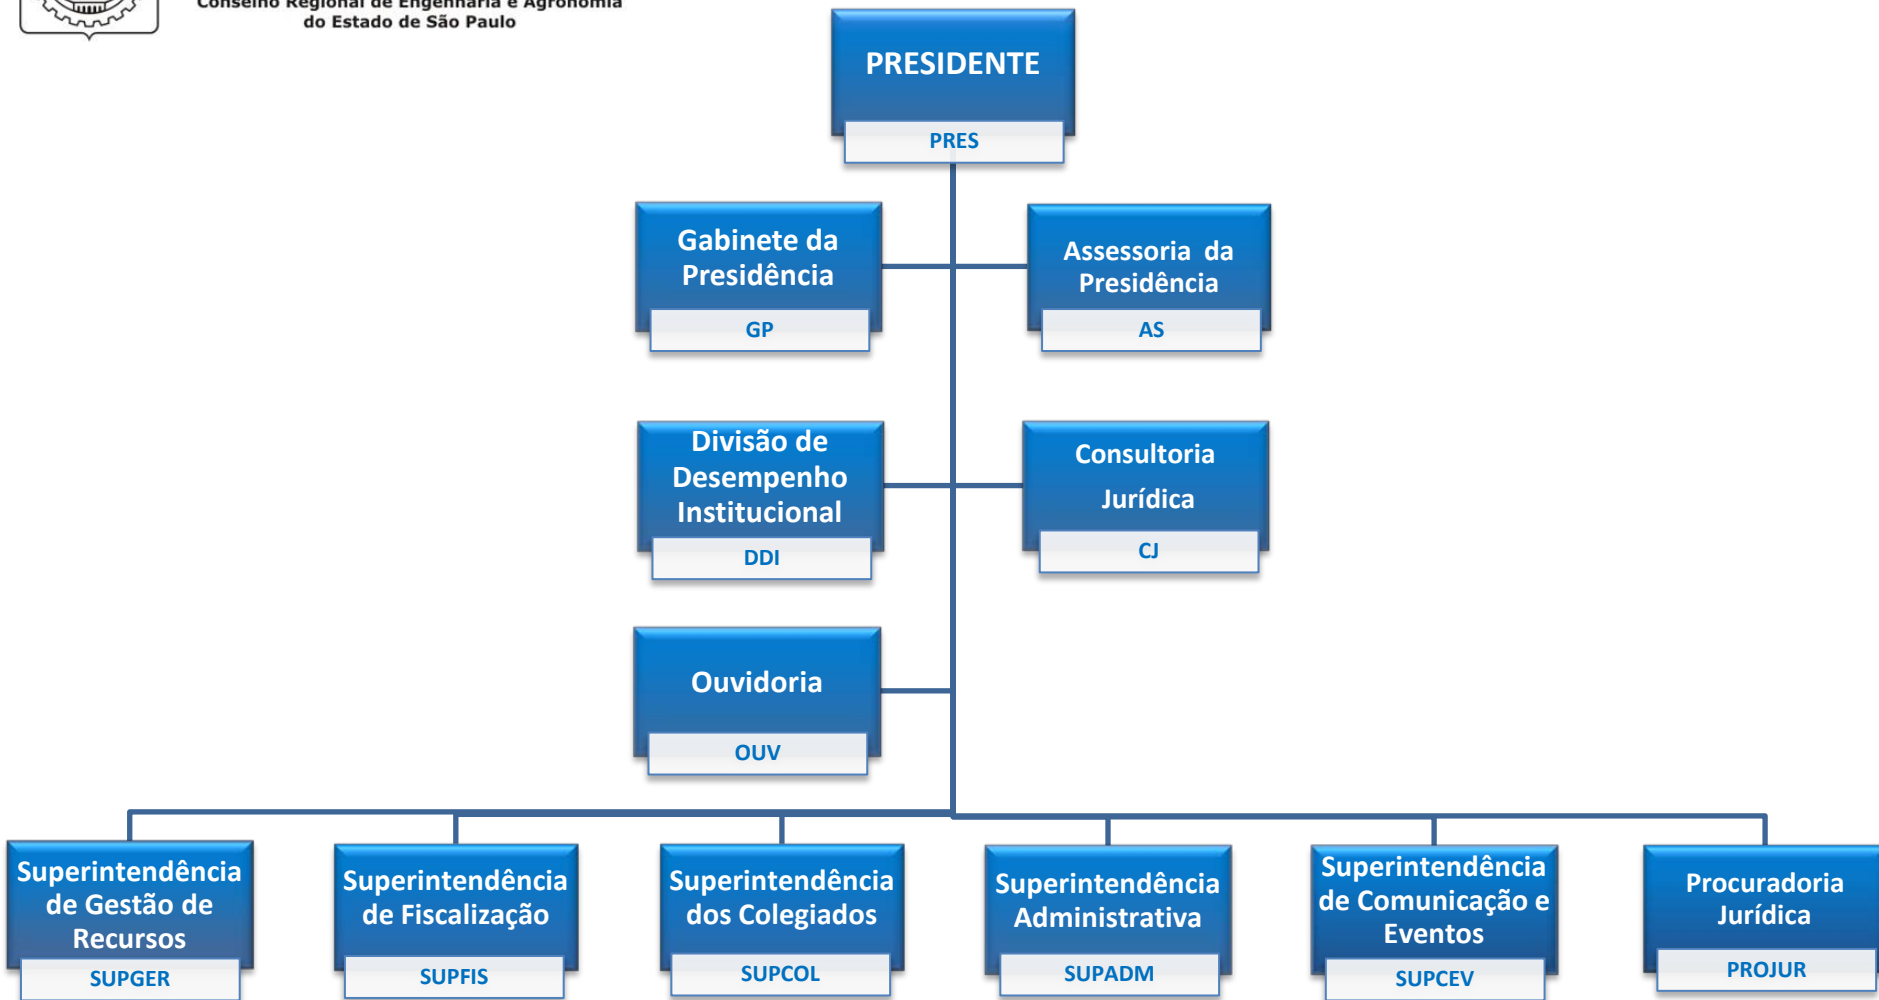 Conselho Regional de Engenharia e Agronomia
do Estado de São Paulo
PRESIDENTE
PRES
Gabinete da
Presidência
GP
Assessoria da
Presidência
AS
Divisão de
Desempenho
Institucional
DDI
Consultoria
Jurídica
CJ
Ouvidoria
OUV
Superintendência
de Gestão de
Recursos
SUPGER
Superintendência
de Fiscalização
SUPFIS
Superintendência
dos Colegiados
SUPCOL
Superintendência
Administrativa
SUPADM
Superintendência
de Comunicação e
Eventos
SUPCEV
Procuradoria
Jurídica
PROJUR